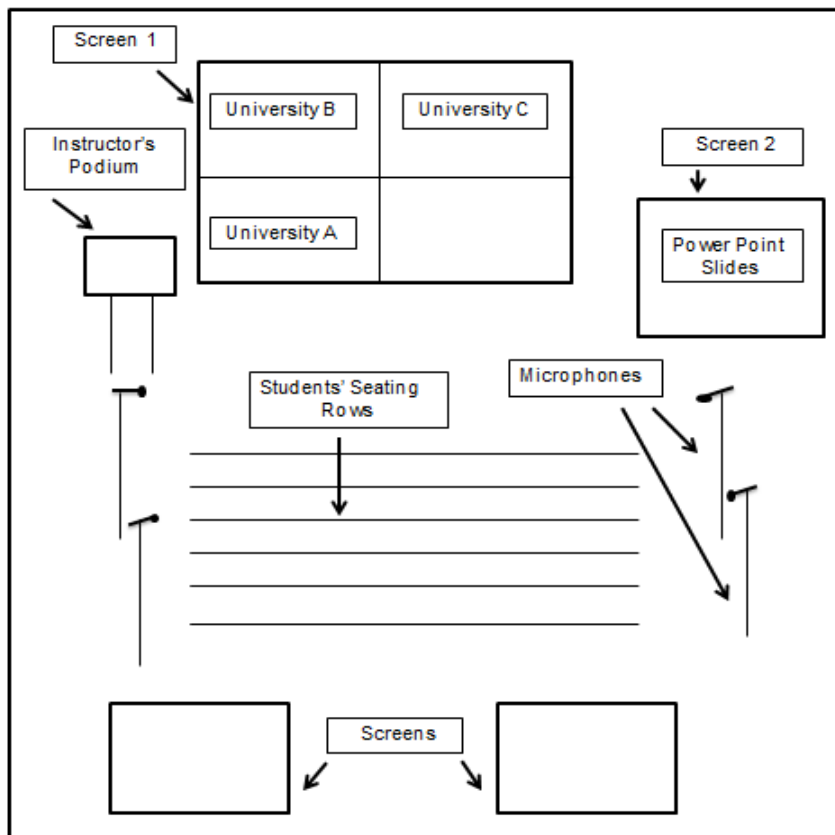 Screen 1
University B
University C
Instructor's
Podium
Screen 2
University A
Power Point
Slides
Microphones
Students' Seating
Rows
Screens